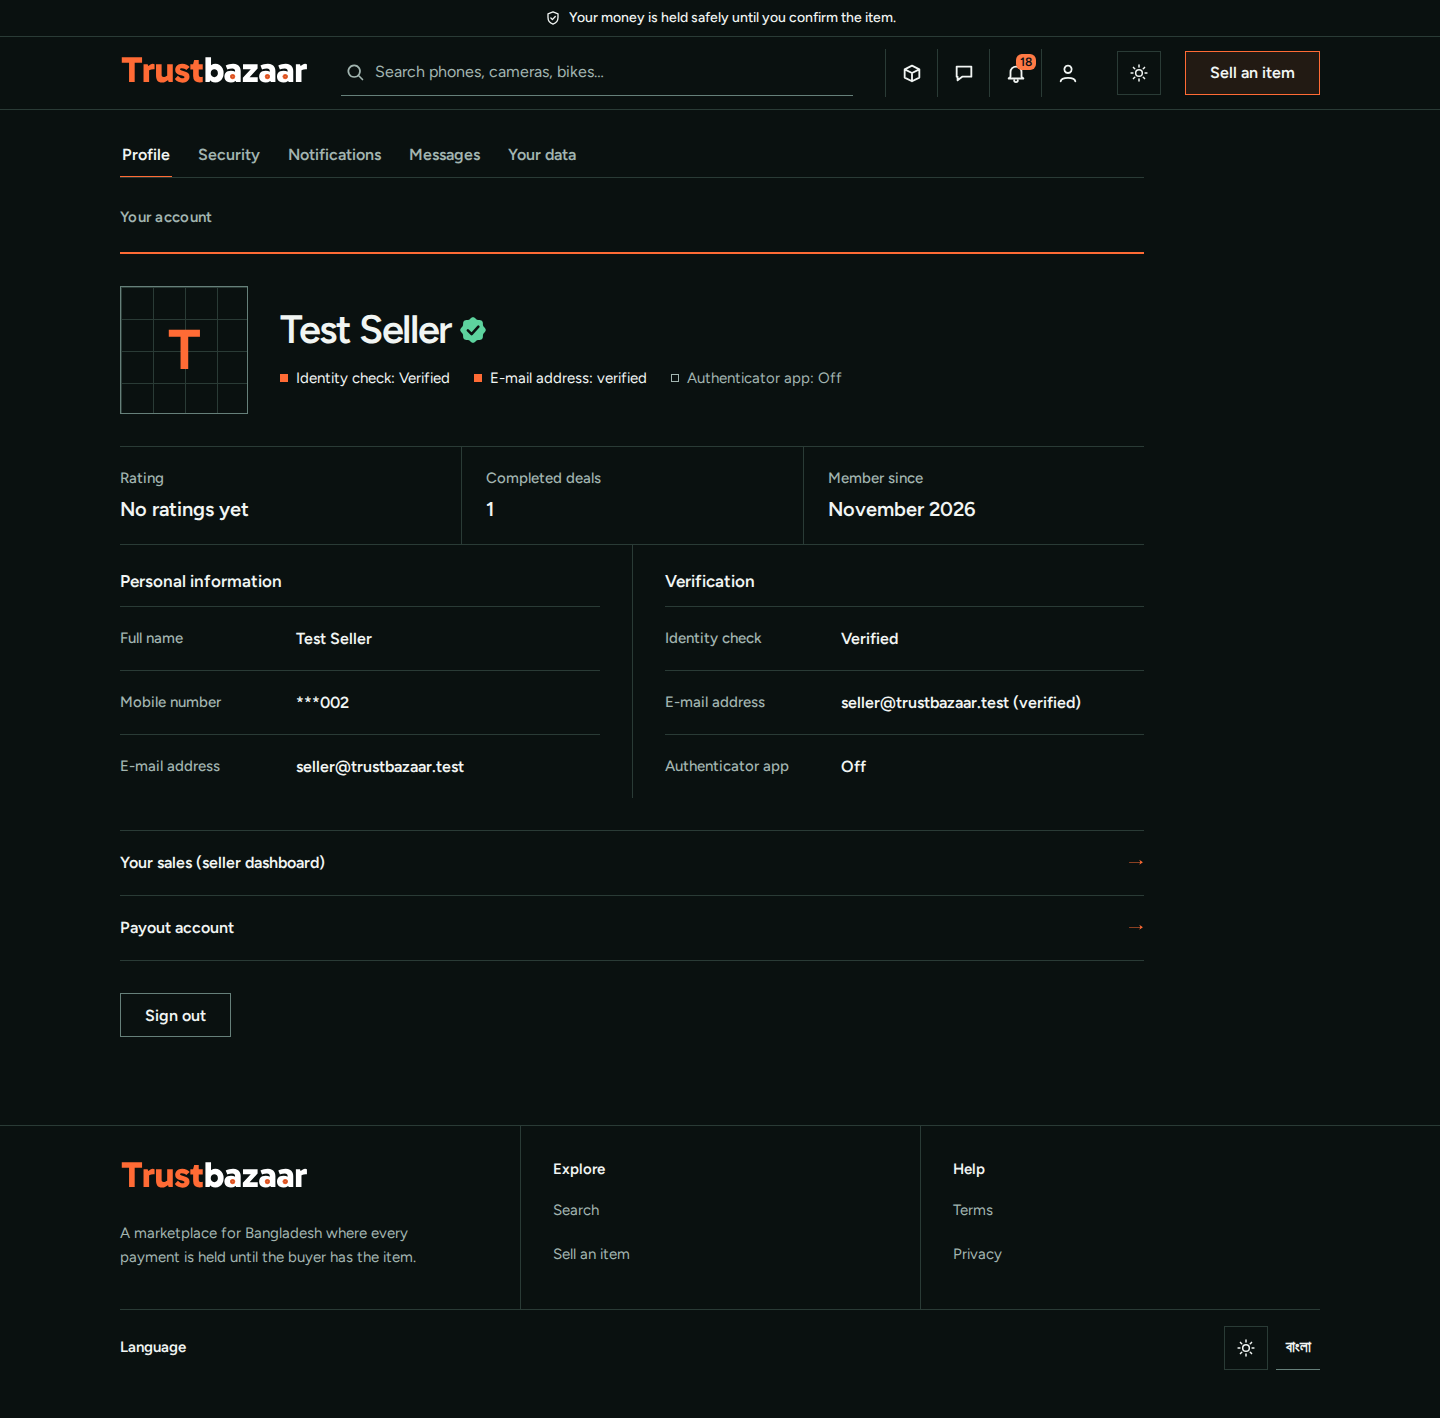 Your money is held safely until you confirm the item.
Trustbazaar
Search phones, cameras, bikes...
18
Sell an item
Profile Security Notifications Messages Your data
Your account
T
Test Seller
Identity check: Verified E-mail address: verified Authenticator app: Off
Rating Completed deals Member since
No ratings yet 1 November 2026
Personal information
Full name Test Seller
Mobile number ***002
E-mail address seller@trustbazaar.test
Verification
Identity check Verified
E-mail address seller@trustbazaar.test (verified)
Authenticator app Off
Your sales (seller dashboard) →
Payout account →
Sign out
Trustbazaar
A marketplace for Bangladesh where every
payment is held until the buyer has the item.
Explore
Search
Sell an item
Help
Terms
Privacy
Language
বাংলা